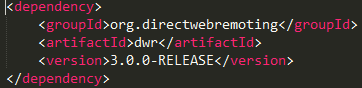 <dependency>
    <groupId>org.directwebremoting</groupId>
    <artifactId>dwr</artifactId>
    <version>3.0.0-RELEASE</version>
</dependency>